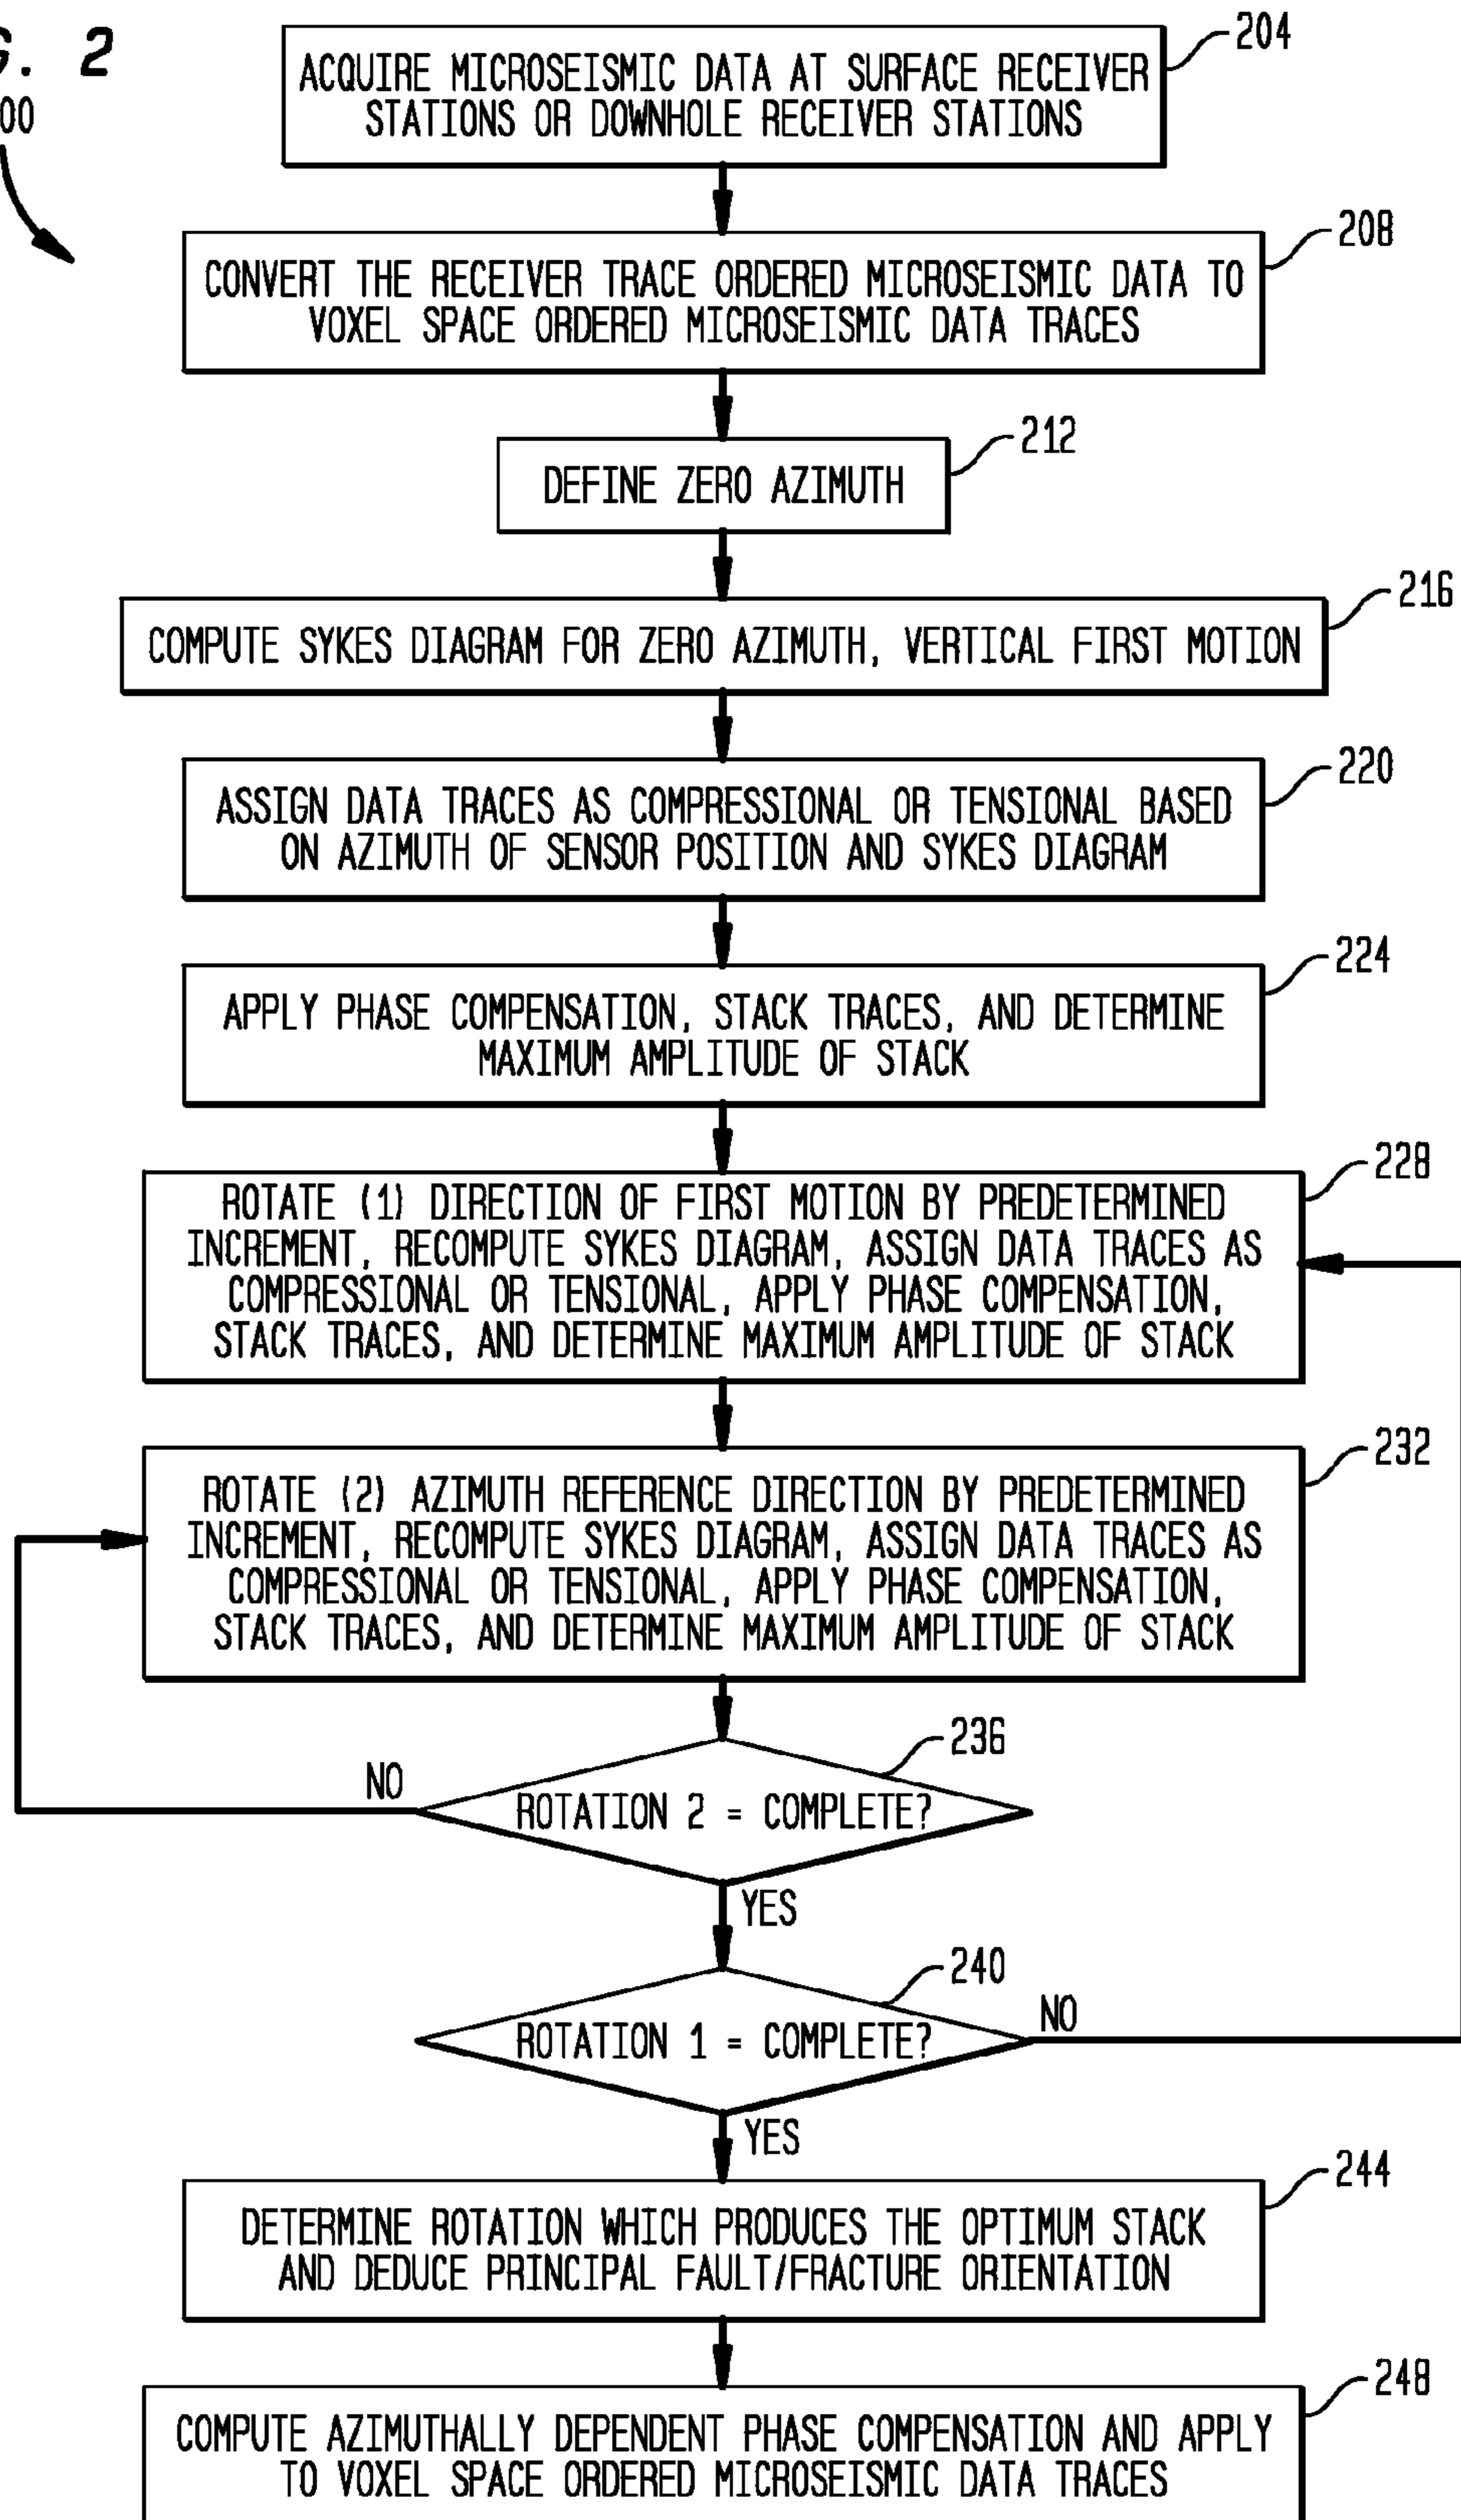 2
00
ACQUIRE MICROSEISMIC DATA AT SURFACE RECEIVER
STATIONS OR DOWNHOLE RECEIVER STATIONS
204
CONVERT THE RECEIVER TRACE ORDERED MICROSEISMIC DATA TO
VOXEL SPACE ORDERED MICROSEISMIC DATA TRACES
208
DEFINE ZERO AZIMUTH
212
COMPUTE SYKES DIAGRAM FOR ZERO AZIMUTH, VERTICAL FIRST MOTION
216
ASSIGN DATA TRACES AS COMPRESSIONAL OR TENSIONAL BASED
ON AZIMUTH OF SENSOR POSITION AND SYKES DIAGRAM
220
APPLY PHASE COMPENSATION, STACK TRACES, AND DETERMINE
MAXIMUM AMPLITUDE OF STACK
224
ROTATE (1) DIRECTION OF FIRST MOTION BY PREDETERMINED
INCREMENT, RECOMPUTE SYKES DIAGRAM, ASSIGN DATA TRACES AS
COMPRESSIONAL OR TENSIONAL, APPLY PHASE COMPENSATION,
STACK TRACES, AND DETERMINE MAXIMUM AMPLITUDE OF STACK
228
ROTATE (2) AZIMUTH REFERENCE DIRECTION BY PREDETERMINED
INCREMENT, RECOMPUTE SYKES DIAGRAM, ASSIGN DATA TRACES AS
COMPRESSIONAL OR TENSIONAL, APPLY PHASE COMPENSATION,
STACK TRACES, AND DETERMINE MAXIMUM AMPLITUDE OF STACK
232
ROTATION 2 = COMPLETE?
236
NO
YES
ROTATION 1 = COMPLETE?
240
NO
YES
DETERMINE ROTATION WHICH PRODUCES THE OPTIMUM STACK
AND DEDUCE PRINCIPAL FAULT/FRACTURE ORIENTATION
244
COMPUTE AZIMUTHALLY DEPENDENT PHASE COMPENSATION AND APPLY
TO VOXEL SPACE ORDERED MICROSEISMIC DATA TRACES
248